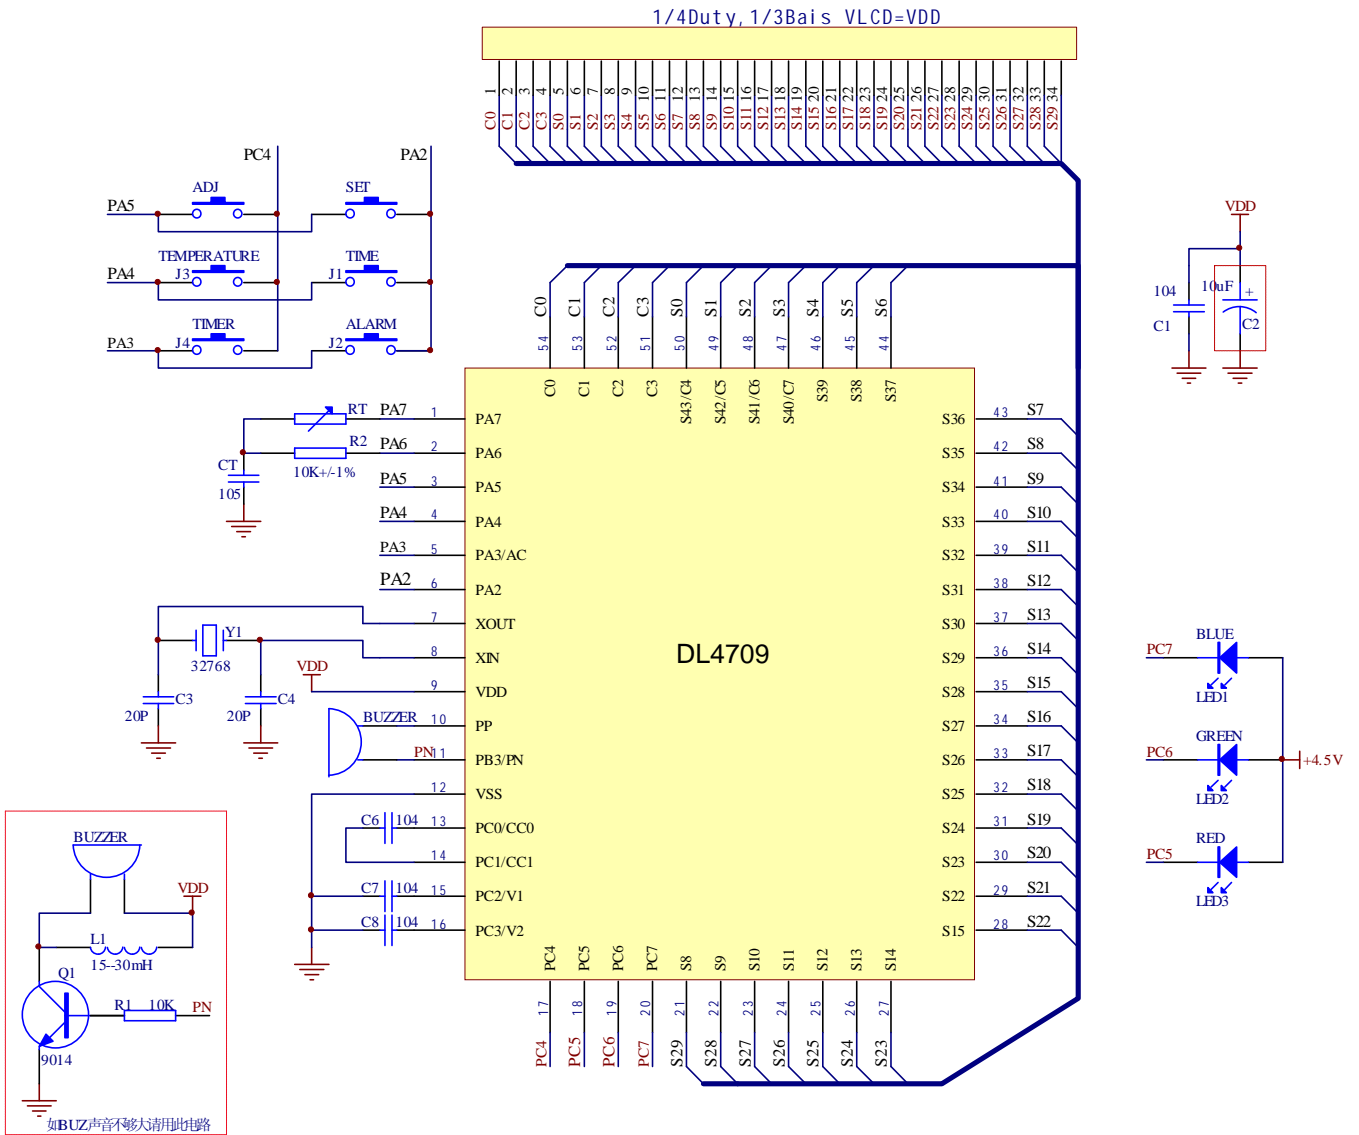 1/4Duty,1/3Bais VLCD=VDD
1 2 3 4 5 6 7 8 9 10 11 12 13 14 15 16 17 18 19 20 21 22 23 24 25 26 27 28 29 30 31 32 33 34
C0 C1 C2 C3 S0 S1 S2 S3 S4 S5 S6 S7 S8 S9 S10 S11 S12 S13 S14 S15 S16 S17 S18 S19 S20 S21 S22 S23 S24 S25 S26 S27 S28 S29
PC4 PA2
ADJ SET
PA5
TEMPERATURE TIME
PA4 J3 J1
TIMER ALARM
PA3 J4 J2
VDD
104 10uF +
C1 C2
C0 C1 C2 C3 S0 S1 S2 S3 S4 S5 S6
54 53 52 51 50 49 48 47 46 45 44
C0 C1 C2 C3 S43/C4 S42/C5 S41/C6 S40/C7 S39 S38 S37
RT PA7 1 PA7 S36 43 S7
R2 PA6 2 PA6 S35 42 S8
CT 10K+/-1%
105
PA5 3 PA5 S34 41 S9
PA4 4 PA4 S33 40 S10
PA3 5 PA3/AC S32 39 S11
PA2 6 PA2 S31 38 S12
7 XOUT S30 37 S13
Y1
32768
8 XIN S29 36 S14
DL4709
VDD
9 VDD S28 35 S15
C3 C4
20P 20P
BUZZER 10 PP S27 34 S16
PN 11 PB3/PN S26 33 S17
12 VSS S25 32 S18
C6 104 13 PC0/CC0 S24 31 S19
14 PC1/CC1 S23 30 S20
C7 104 15 PC2/V1 S22 29 S21
C8 104 16 PC3/V2 S15 28 S22
PC4 PC5 PC6 PC7 S8 S9 S10 S11 S12 S13 S14
17 18 19 20 21 22 23 24 25 26 27
PC4 PC5 PC6 PC7 S29 S28 S27 S26 S25 S24 S23
BLUE
PC7
LED1
GREEN
PC6 +4.5V
LED2
RED
PC5
LED3
BUZZER
VDD
L1
15--30mH
Q1
R1 10K PN
9014
如BUZ声音不够大请用此电路